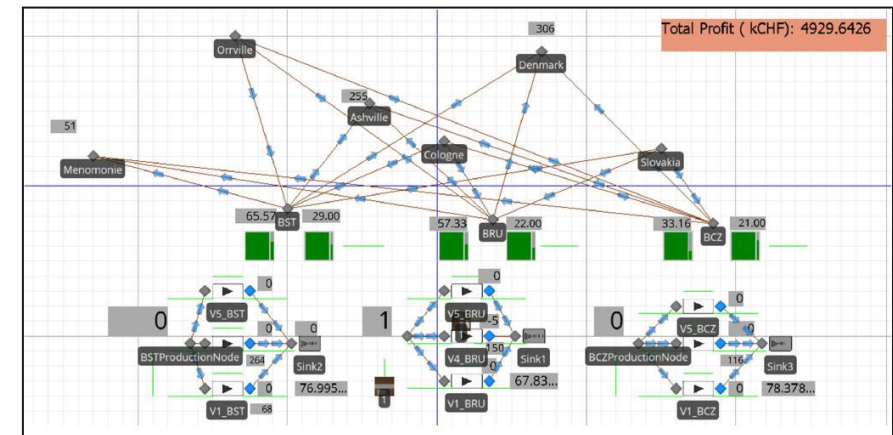 Total Profit ( kCHF): 4929.6426
306
Orrville
Denmark
255
Ashville
51
Cologne
Menomonie
Slovakia
65.57
29.00
BST
57.33
22.00
BRU
33.16
21.00
BCZ
0
0
0
V5_BST
V5_BRU
V5_BCZ
0
1
0
0
0
-5
BSTProductionNode
264
Sink2
V4_BRU
150
Sink1
BCZProductionNode
116
Sink3
0
76.995...
0
67.83...
0
78.378...
V1_BST
68
1
V1_BRU
V1_BCZ